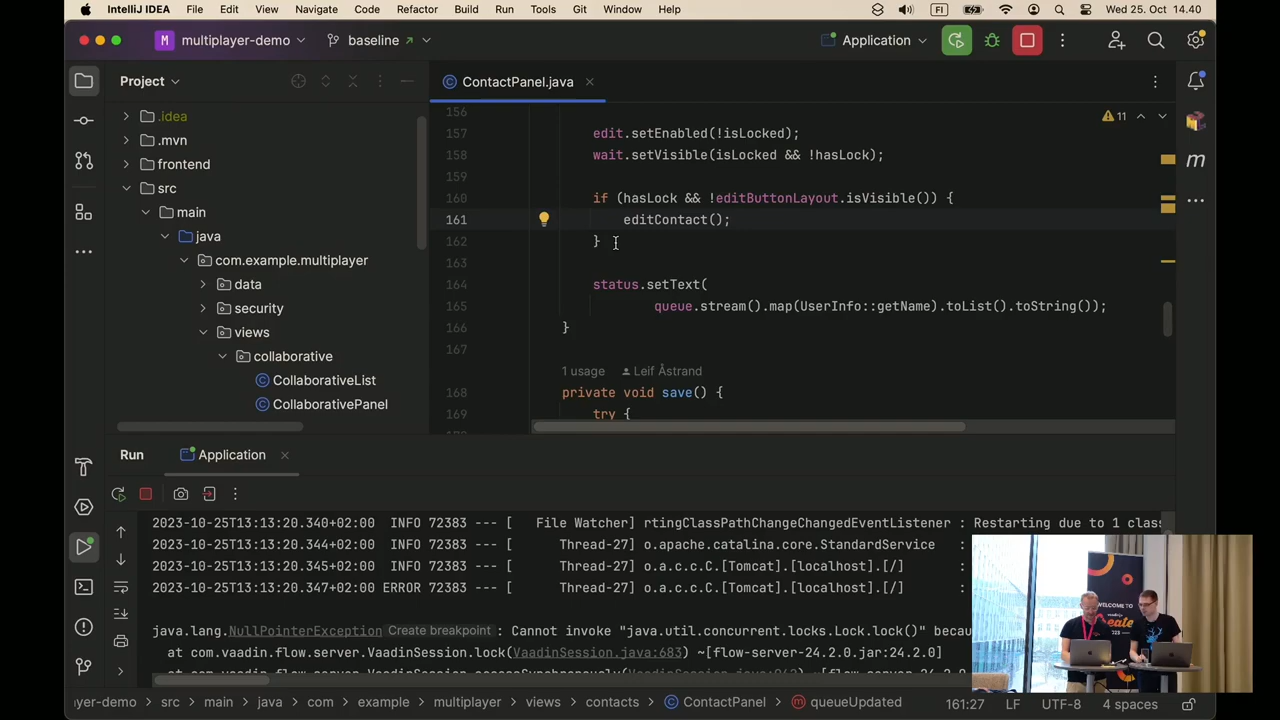 IntelliJ IDEA File Edit View Navigate Code Refactor Build Run Tools Git Window Help FI Wed 25. Oct 14.40
M multiplayer-demo baseline Application
Project
ContactPanel.java
.idea
.mvn
frontend
src
main
java
com.example.multiplayer
data
security
views
collaborative
CollaborativeList
CollaborativePanel
156
11
157 edit.setEnabled(!isLocked);
158 wait.setVisible(isLocked && !hasLock);
159
160 if (hasLock && !editButtonLayout.isVisible()) {
161 editContact();
162 }
163
164 status.setText(
165 queue.stream().map(UserInfo::getName).toList().toString());
166 }
167
1 usage Leif Åstrand
168 private void save() {
169 try {
m
Run Application
2023-10-25T13:13:20.340+02:00 INFO 72383 --- [ File Watcher] rtingClassPathChangeChangedEventListener : Restarting due to 1 class
2023-10-25T13:13:20.344+02:00 INFO 72383 --- [ Thread-27] o.apache.catalina.core.StandardService :
2023-10-25T13:13:20.345+02:00 INFO 72383 --- [ Thread-27] o.a.c.c.C.[Tomcat].[localhost].[/] :
2023-10-25T13:13:20.347+02:00 ERROR 72383 --- [ Thread-27] o.a.c.c.C.[Tomcat].[localhost].[/] :
java.lang.NullPointerException Create breakpoint : Cannot invoke "java.util.concurrent.locks.Lock.lock()" becau
at com.vaadin.flow.server.VaadinSession.lock(VaadinSession.java:683) ~[flow-server-24.2.0.jar:24.2.0]
WELCOME TO
Create
yer-demo src main java com example multiplayer views contacts ContactPanel queueUpdated 161:27 LF UTF-8 4 spaces